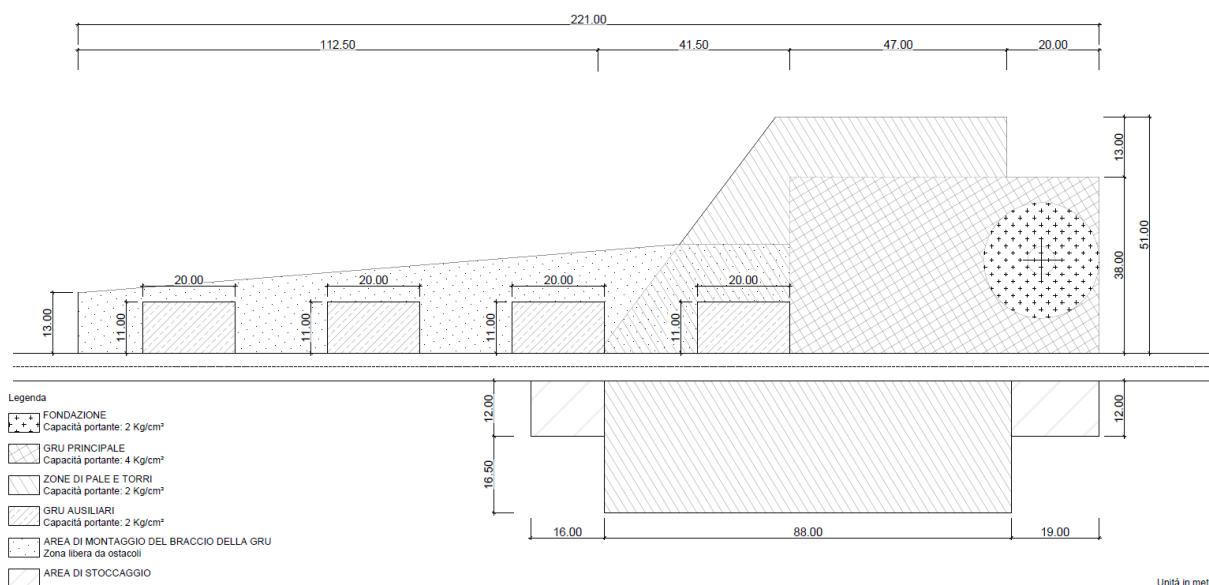 221.00
112.50 41.50 47.00 20.00
13.00
51.00
38.00
20.00 20.00 20.00 20.00
13.00 11.00 11.00 11.00 11.00
Legenda
FONDAZIONE
Capacità portante: 2 Kg/cm²
GRU PRINCIPALE
Capacità portante: 4 Kg/cm²
ZONE DI PALE E TORRI
Capacità portante: 2 Kg/cm²
GRU AUSILIARI
Capacità portante: 2 Kg/cm²
AREA DI MONTAGGIO DEL BRACCIO DELLA GRU
Zona libera da ostacoli
AREA DI STOCCAGGIO
12.00 12.00
16.50
16.00 88.00 19.00
Unitá in met